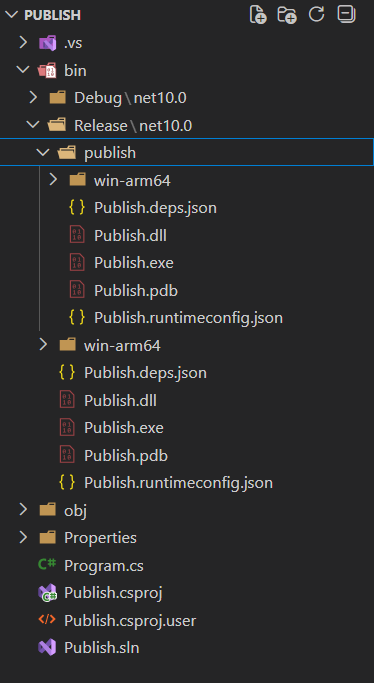 PUBLISH
.vs
bin
Debug\net10.0
Release\net10.0
publish
win-arm64
{ } Publish.deps.json
Publish.dll
Publish.exe
Publish.pdb
{ } Publish.runtimeconfig.json
win-arm64
{ } Publish.deps.json
Publish.dll
Publish.exe
Publish.pdb
{ } Publish.runtimeconfig.json
obj
Properties
C# Program.cs
Publish.csproj
Publish.csproj.user
Publish.sln